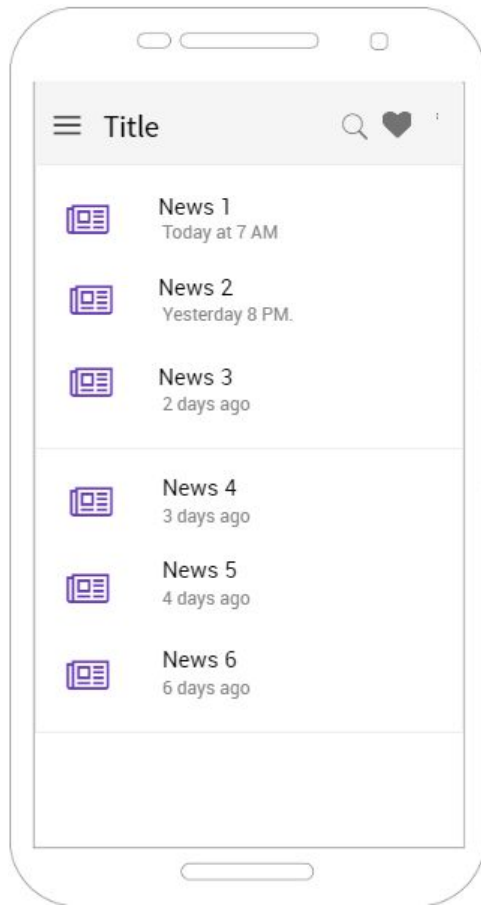 Title
News 1
Today at 7 AM
News 2
Yesterday 8 PM.
News 3
2 days ago
News 4
3 days ago
News 5
4 days ago
News 6
6 days ago